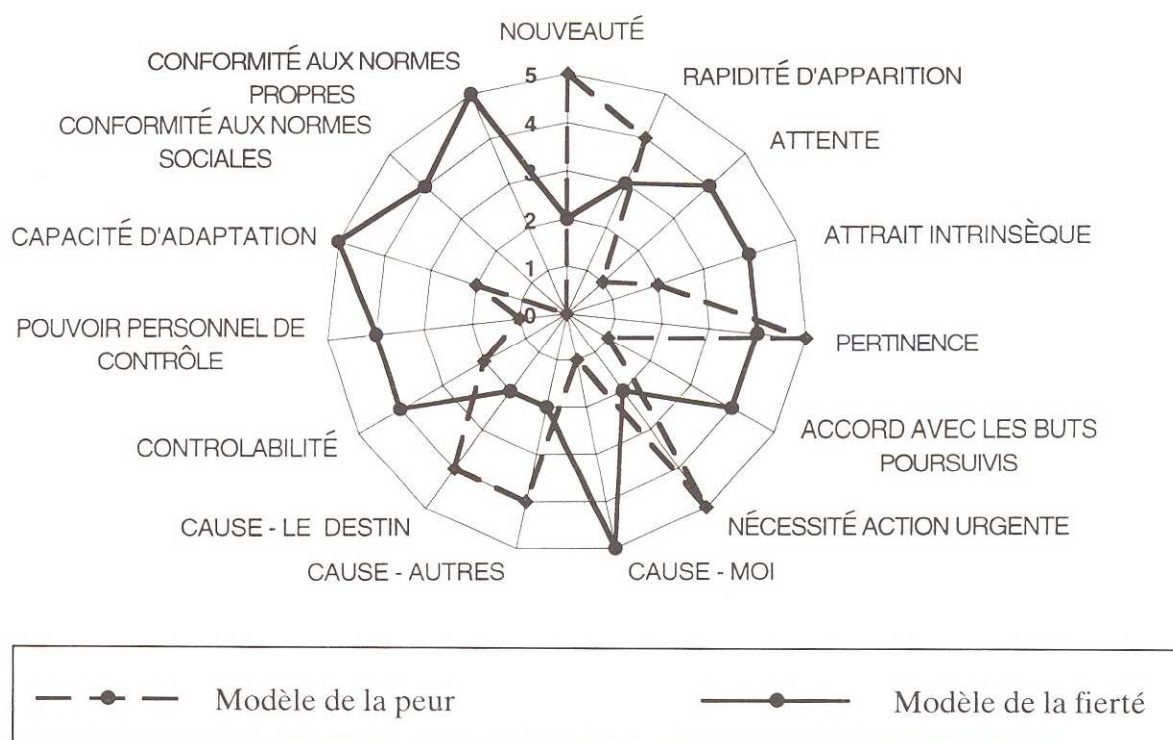 NOUVEAUTÉ
CONFORMITÉ AUX NORMES
PROPRES
RAPIDITÉ D'APPARITION
CONFORMITÉ AUX NORMES
SOCIALES
ATTENTE
CAPACITÉ D'ADAPTATION
ATTRAIT INTRINSÈQUE
POUVOIR PERSONNEL DE
CONTRÔLE
PERTINENCE
CONTROLABILITÉ
ACCORD AVEC LES BUTS
POURSUIVIS
CAUSE - LE DESTIN
NÉCESSITÉ ACTION URGENTE
CAUSE - AUTRES
CAUSE - MOI
5
4
3
2
1
0
Modèle de la peur
Modèle de la fierté